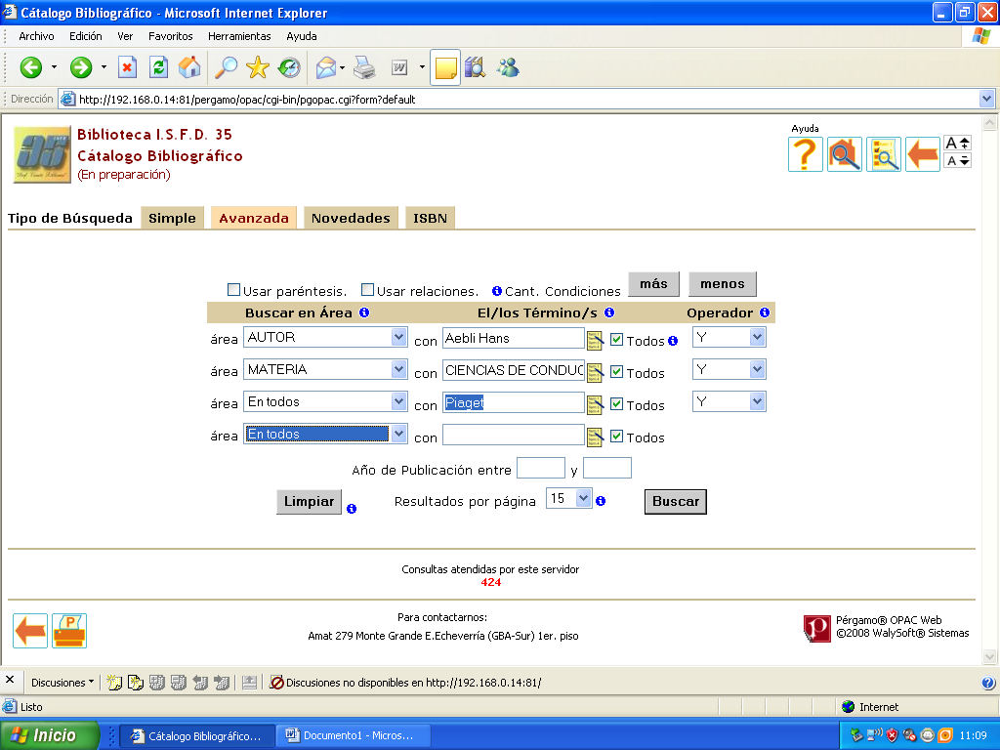 Cátalogo Bibliográfico - Microsoft Internet Explorer
Archivo Edición Ver Favoritos Herramientas Ayuda
Dirección http://192.168.0.14:81/pergamo/opac/cgi-bin/pgopac.cgi?form?default
Biblioteca I.S.F.D. 35
Cátalogo Bibliográfico
(En preparación)
Ayuda
A
A
Tipo de Búsqueda Simple Avanzada Novedades ISBN
Usar paréntesis. Usar relaciones. Cant. Condiciones más menos
Buscar en Área El/los Término/s Operador
área AUTOR con Aebli Hans Todos Y
área MATERIA con CIENCIAS DE CONDUC Todos Y
área En todos con Piaget Todos Y
área En todos con Todos
Año de Publicación entre y
Limpiar Resultados por página 15 Buscar
Consultas atendidas por este servidor
424
Para contactarnos:
Amat 279 Monte Grande E.Echeverría (GBA-Sur) 1er. piso
Pérgamo® OPAC Web
©2008 WalySoft® Sistemas
Discusiones Discusiones no disponibles en http://192.168.0.14:81/
Listo Internet
Inicio Cátalogo Bibliográfico... Documento1 - Micros... 11:09